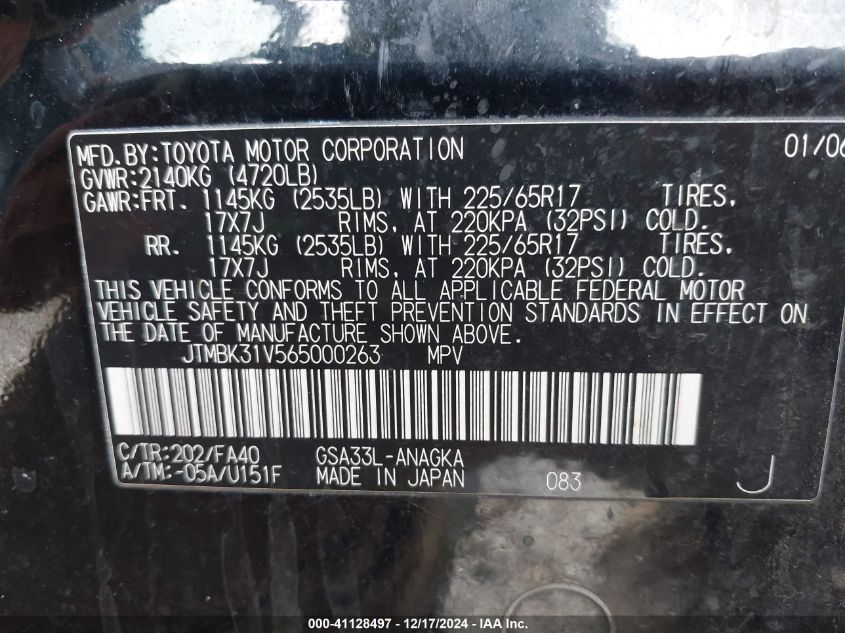 MFD.BY:TOYOTA MOTOR CORPORATION 01/06
GVWR:2140KG (4720LB)
GAWR:FRT. 1145KG (2535LB) WITH 225/65R17 TIRES,
17X7J RIMS, AT 220KPA (32PSI) COLD.
RR. 1145KG (2535LB) WITH 225/65R17 TIRES,
17X7J RIMS, AT 220KPA (32PSI) COLD.
THIS VEHICLE CONFORMS TO ALL APPLICABLE FEDERAL MOTOR
VEHICLE SAFETY AND THEFT PREVENTION STANDARDS IN EFFECT ON
THE DATE OF MANUFACTURE SHOWN ABOVE.
JTMBK31V565000263 MPV
C/TR:202/FA40 GSA33L-ANAGKA
A/TM:-05A/U151F MADE IN JAPAN 083 J
000-41128497 - 12/17/2024 - IAA Inc.